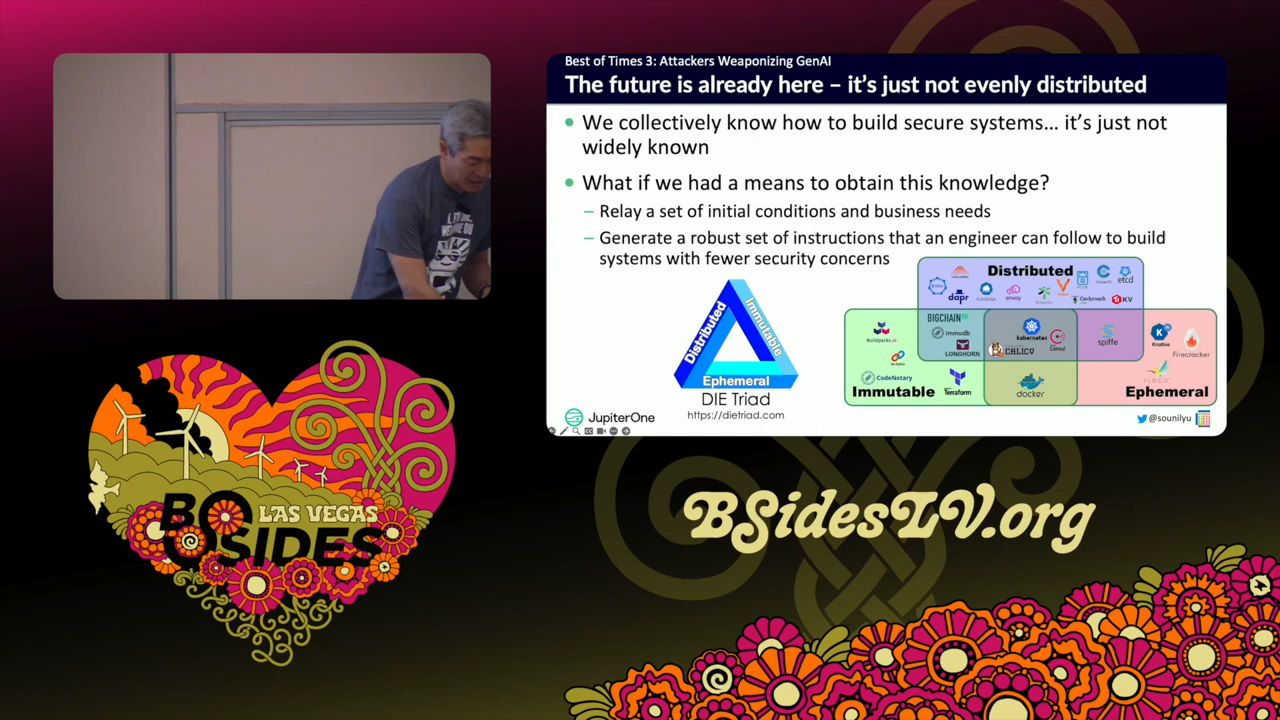 Best of Times 3: Attackers Weaponizing GenAI
The future is already here – it's just not evenly distributed
• We collectively know how to build secure systems... it's just not
widely known
• What if we had a means to obtain this knowledge?
– Relay a set of initial conditions and business needs
– Generate a robust set of instructions that an engineer can follow to build
systems with fewer security concerns
Distributed
Immutable
Ephemeral
DIE Triad
https://dietriad.com
Distributed
dapr
envoy
etcd
Cockroach
KV
BIGCHAIN
immudb
LONGHORN
kubernetes
CALICO
Consul
spiffe
Knative
Firecracker
Buildpacks.io
CodeNotary
Terraform
docker
Immutable
Ephemeral
JupiterOne
@sounilyu
LAS VEGAS
BSIDES
BSidesLV.org